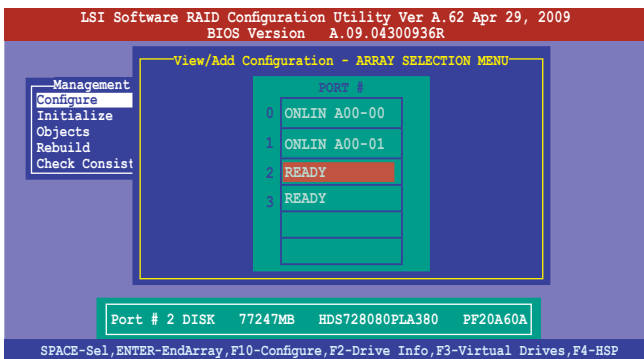 LSI Software RAID Configuration Utility Ver A.62 Apr 29, 2009
BIOS Version A.09.04300936R
View/Add Configuration - ARRAY SELECTION MENU
Management
Configure
Initialize
Objects
Rebuild
Check Consist
PORT #
0 ONLIN A00-00
1 ONLIN A00-01
2 READY
3 READY
Port # 2 DISK 77247MB HDS728080PLA380 PF20A60A
SPACE-Sel,ENTER-EndArray,F10-Configure,F2-Drive Info,F3-Virtual Drives,F4-HSP